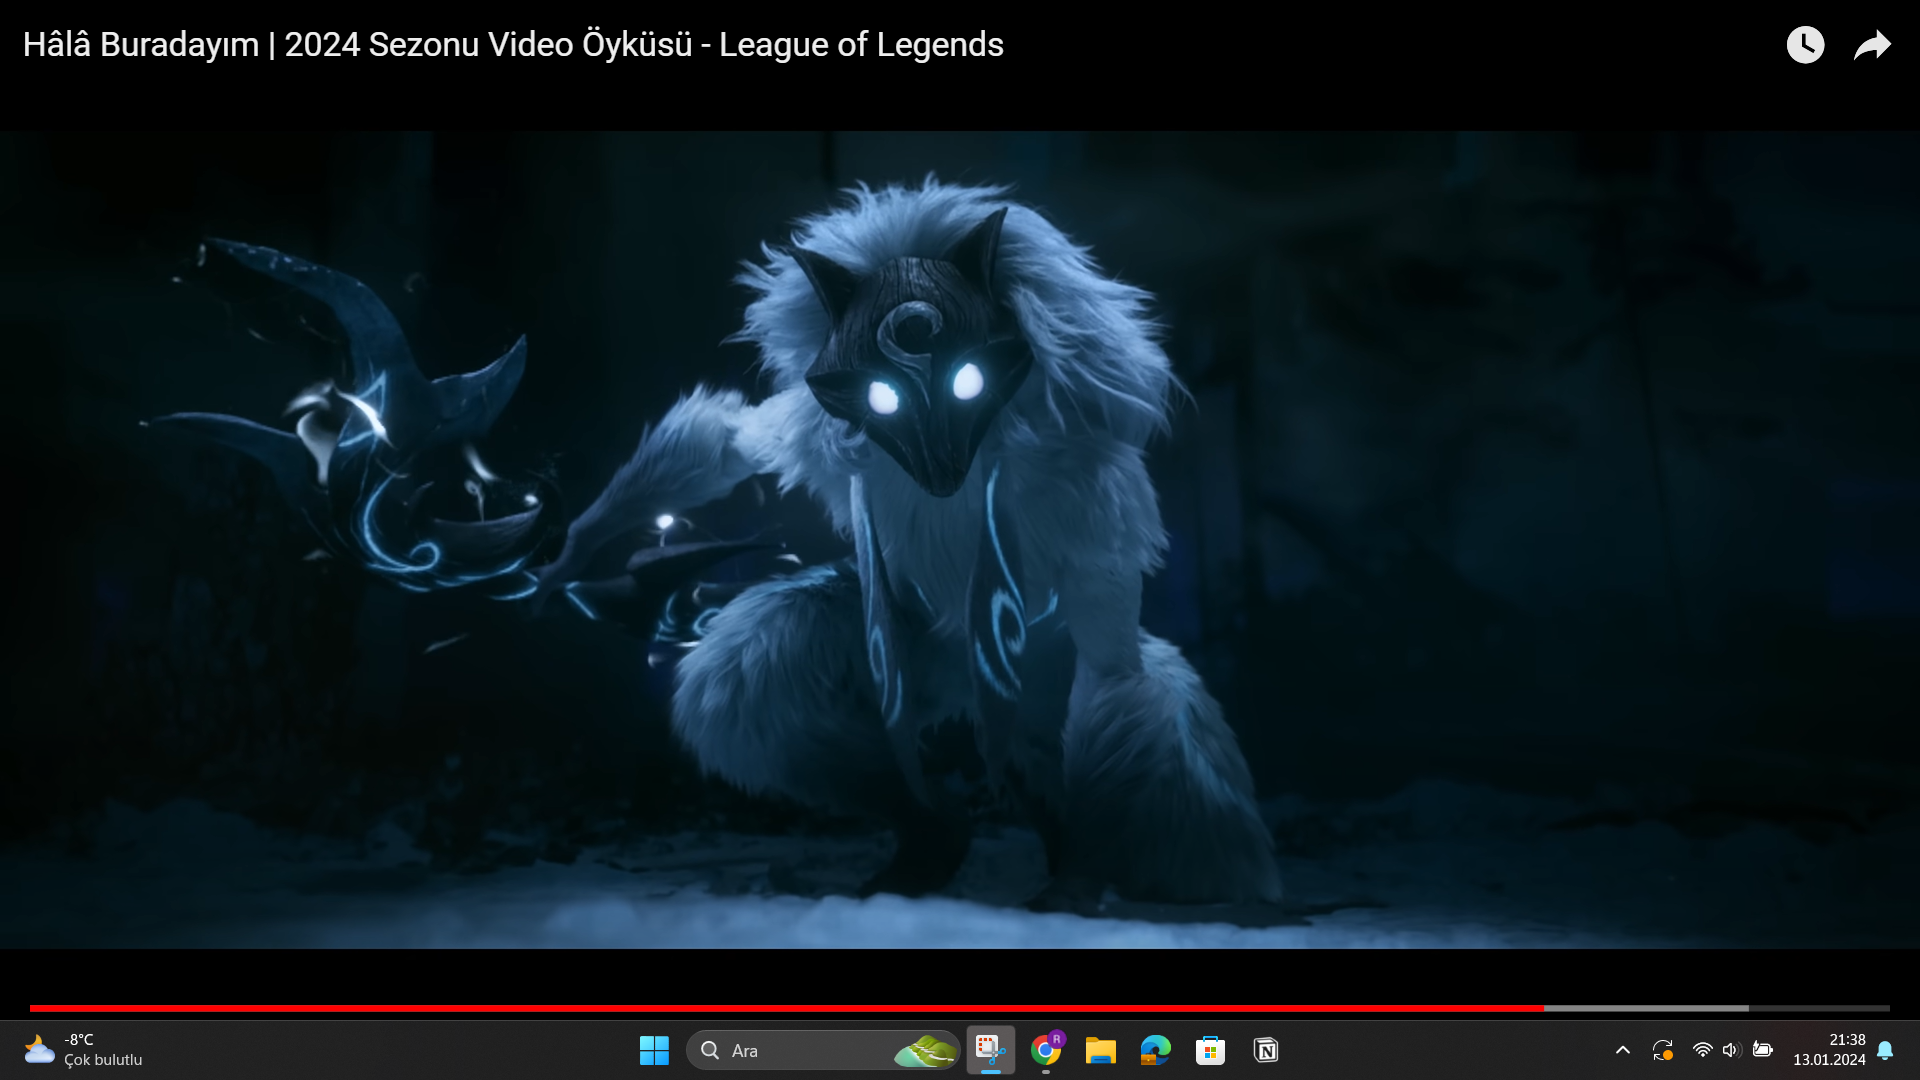 Hâlâ Buradayım | 2024 Sezonu Video Öyküsü - League of Legends
-8°C
Çok bulutlu
Ara
R
21:38
13.01.2024